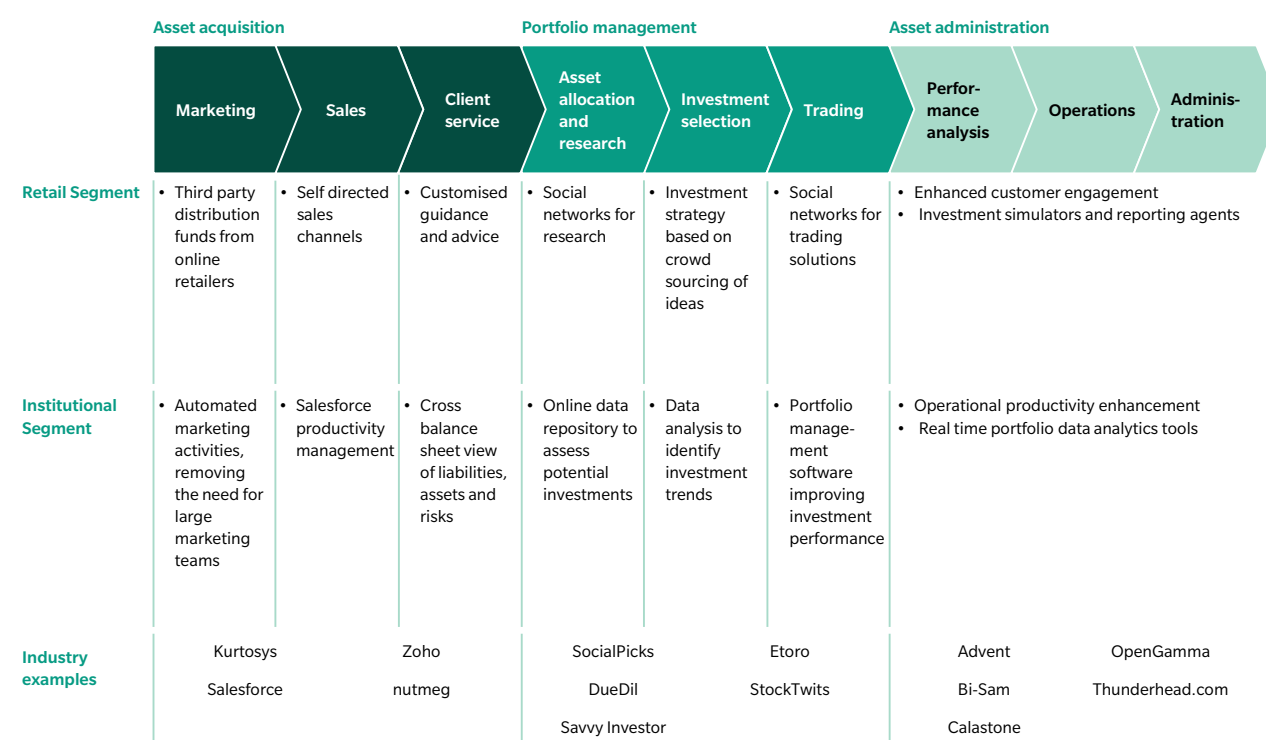 Asset acquisition
Portfolio management
Asset administration
Marketing
Sales
Client
service
Asset
allocation
and
research
Investment
selection
Trading
Perfor-
mance
analysis
Operations
Adminis-
tration
Retail Segment
• Third party
distribution
funds from
online
retailers
• Self directed
sales
channels
• Customised
guidance
and advice
• Social
networks for
research
• Investment
strategy
based on
crowd
sourcing of
ideas
• Social
networks for
trading
solutions
• Enhanced customer engagement
• Investment simulators and reporting agents
Institutional
Segment
• Automated
marketing
activities,
removing
the need for
large
marketing
teams
• Salesforce
productivity
management
• Cross
balance
sheet view
of liabilities,
assets and
risks
• Online data
repository to
assess
potential
investments
• Data
analysis to
identify
investment
trends
• Portfolio
manage-
ment
software
improving
investment
performance
• Operational productivity enhancement
• Real time portfolio data analytics tools
Industry
examples
Kurtosys
Zoho
SocialPicks
Etoro
Advent
OpenGamma
Salesforce
nutmeg
DueDil
StockTwits
Bi-Sam
Thunderhead.com
Savvy Investor
Calastone